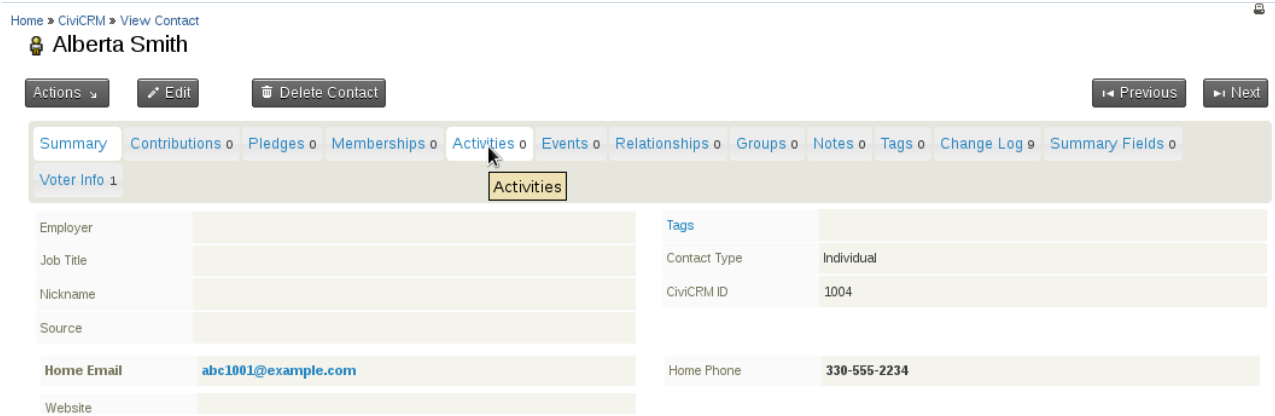 Home » CiviCRM » View Contact
Alberta Smith
Actions Edit Delete Contact Previous Next
Summary Contributions 0 Pledges 0 Memberships 0 Activities 0 Events 0 Relationships 0 Groups 0 Notes 0 Tags 0 Change Log 9 Summary Fields 0
Voter Info 1
Activities
Employer
Job Title
Nickname
Source
Tags
Contact Type Individual
CiviCRM ID 1004
Home Email abc1001@example.com
Website
Home Phone 330-555-2234